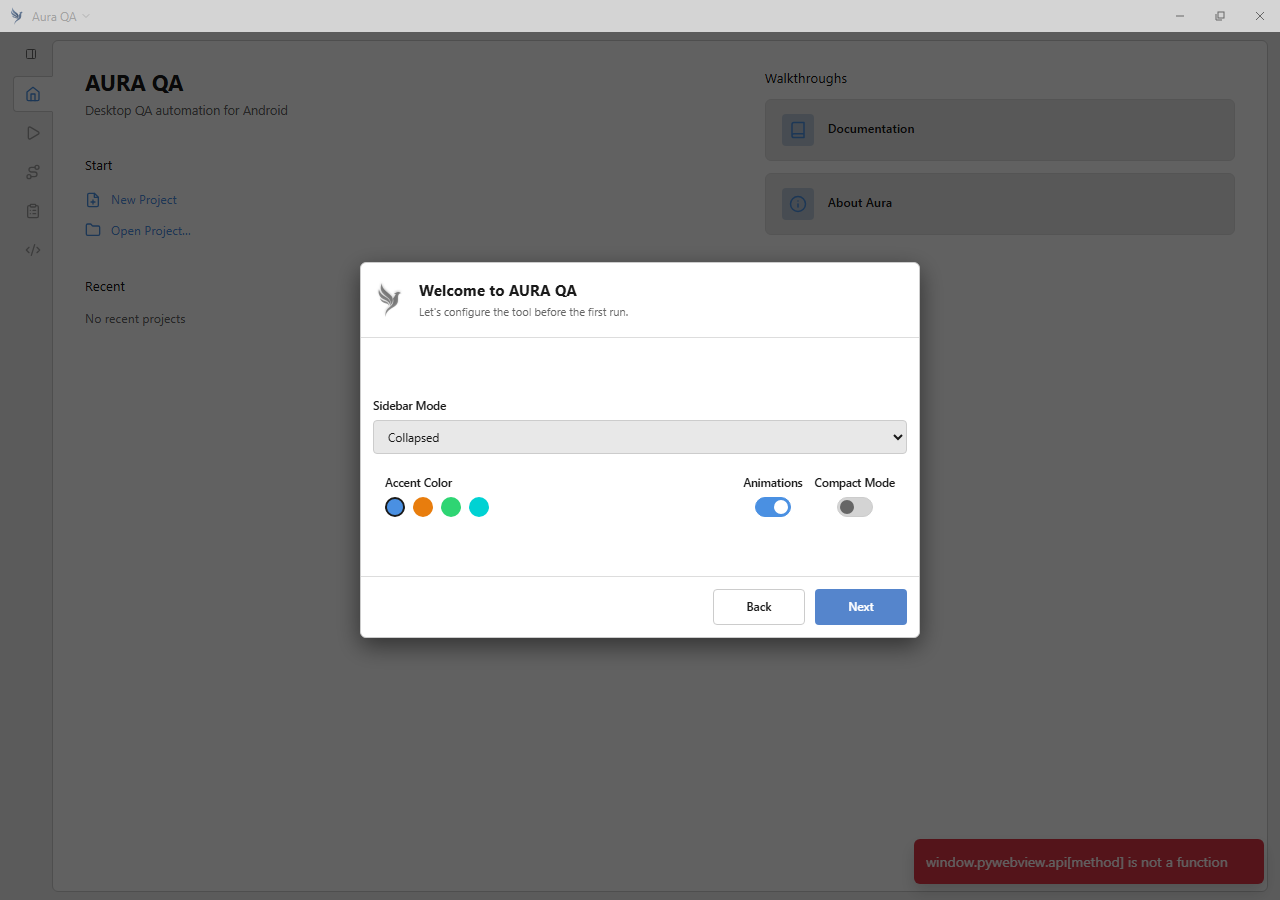 Aura QA
AURA QA
Desktop QA automation for Android
Start
New Project
Open Project...
Recent
No recent projects
Walkthroughs
Documentation
About Aura
Welcome to AURA QA
Let's configure the tool before the first run.
Sidebar Mode
Collapsed
Accent Color
Animations
Compact Mode
Back
Next
window.pywebview.api[method] is not a function